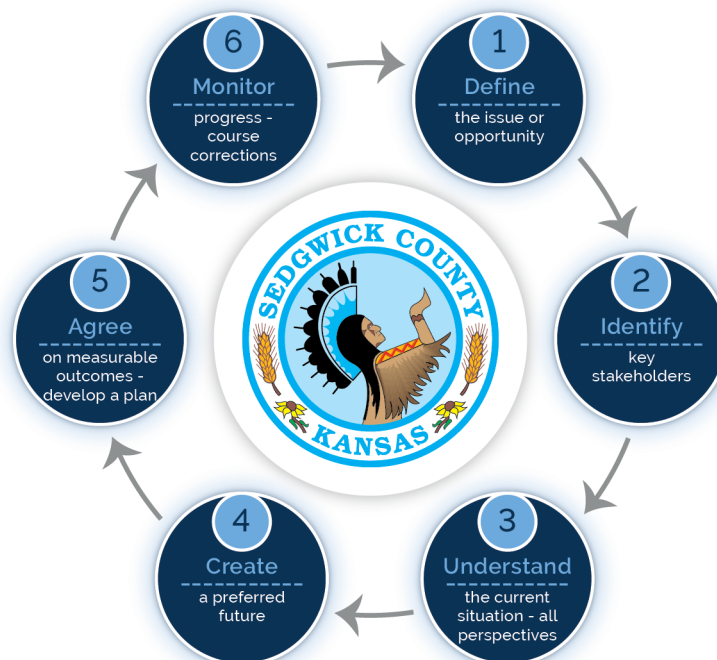 1
Define
the issue or
opportunity
2
Identify
key
stakeholders
3
Understand
the current
situation - all
perspectives
4
Create
a preferred
future
5
Agree
on measurable
outcomes -
develop a plan
6
Monitor
progress -
course
corrections
SEDGWICK COUNTY
KANSAS